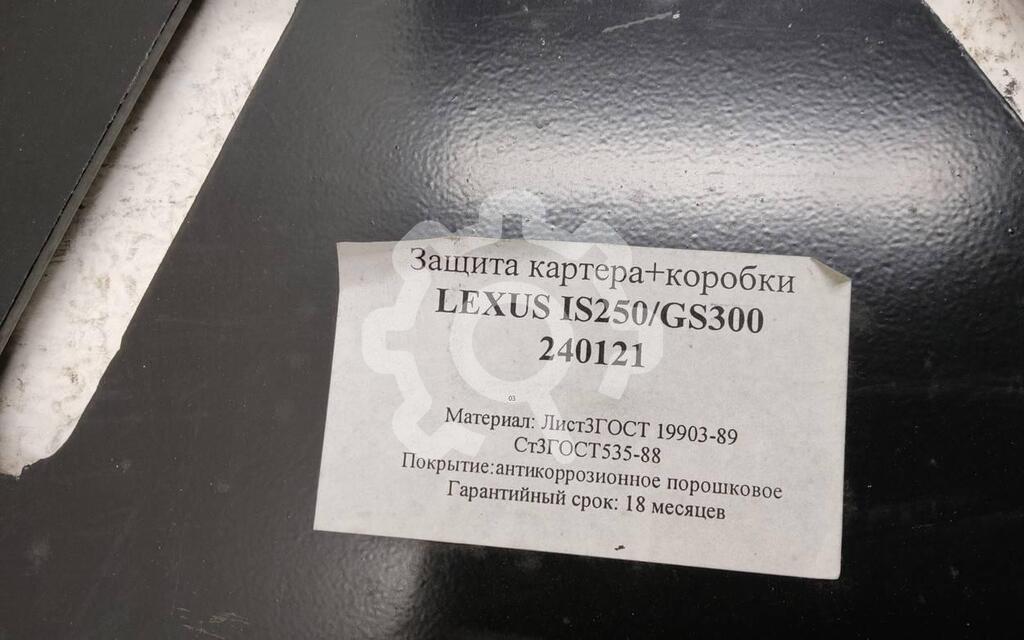 Защита картера+коробки
LEXUS IS250/GS300
240121
03
Материал: Лист3ГОСТ 19903-89
Ст3ГОСТ535-88
Покрытие:антикоррозионное порошковое
Гарантийный срок: 18 месяцев